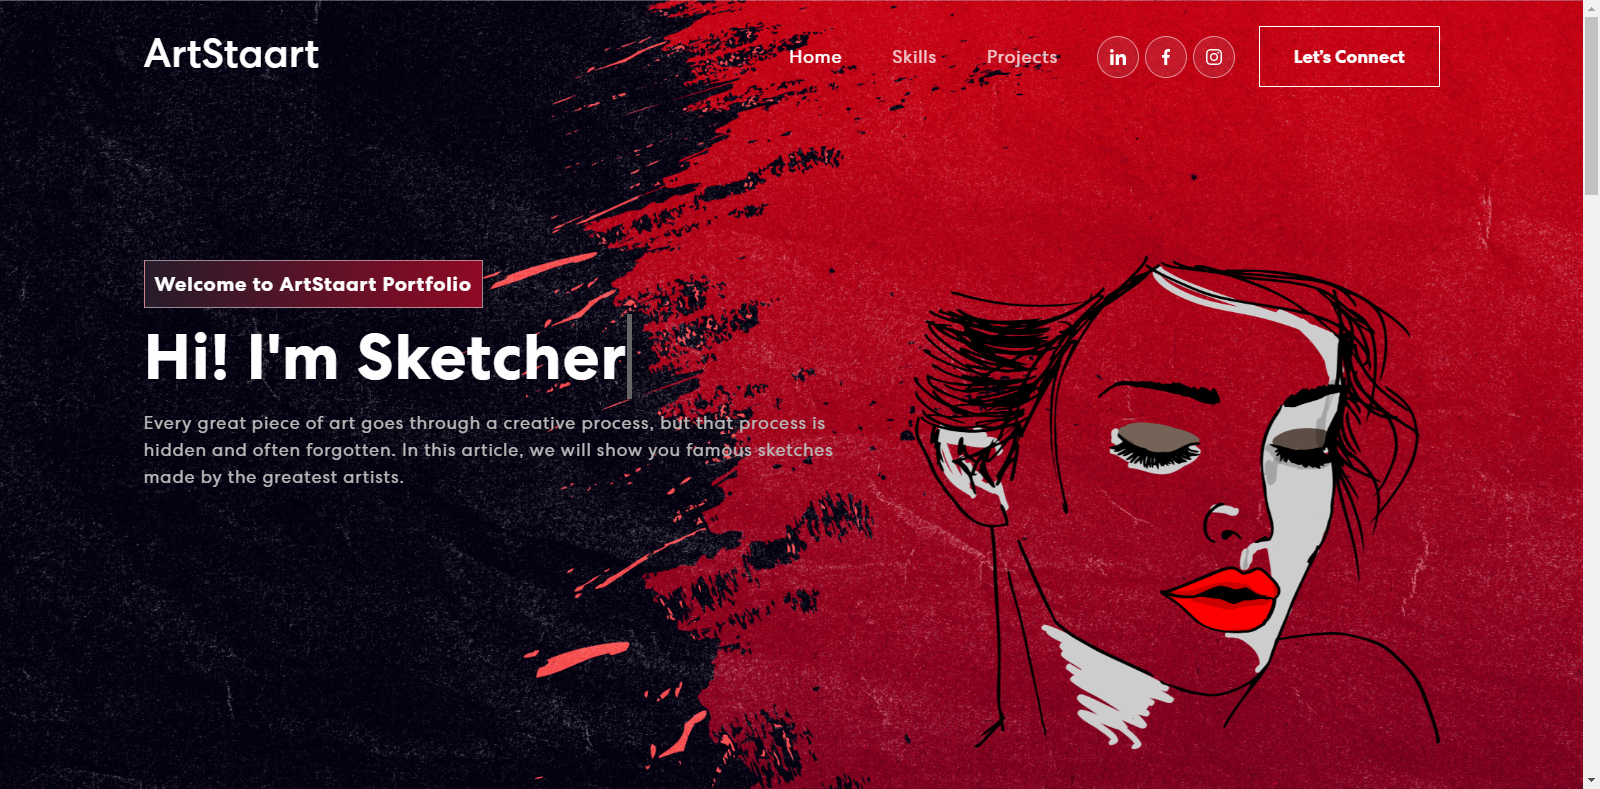 ArtStaart
Home Skills Projects Let's Connect
Welcome to ArtStaart Portfolio
Hi! I'm Sketcher
Every great piece of art goes through a creative process, but that process is
hidden and often forgotten. In this article, we will show you famous sketches
made by the greatest artists.